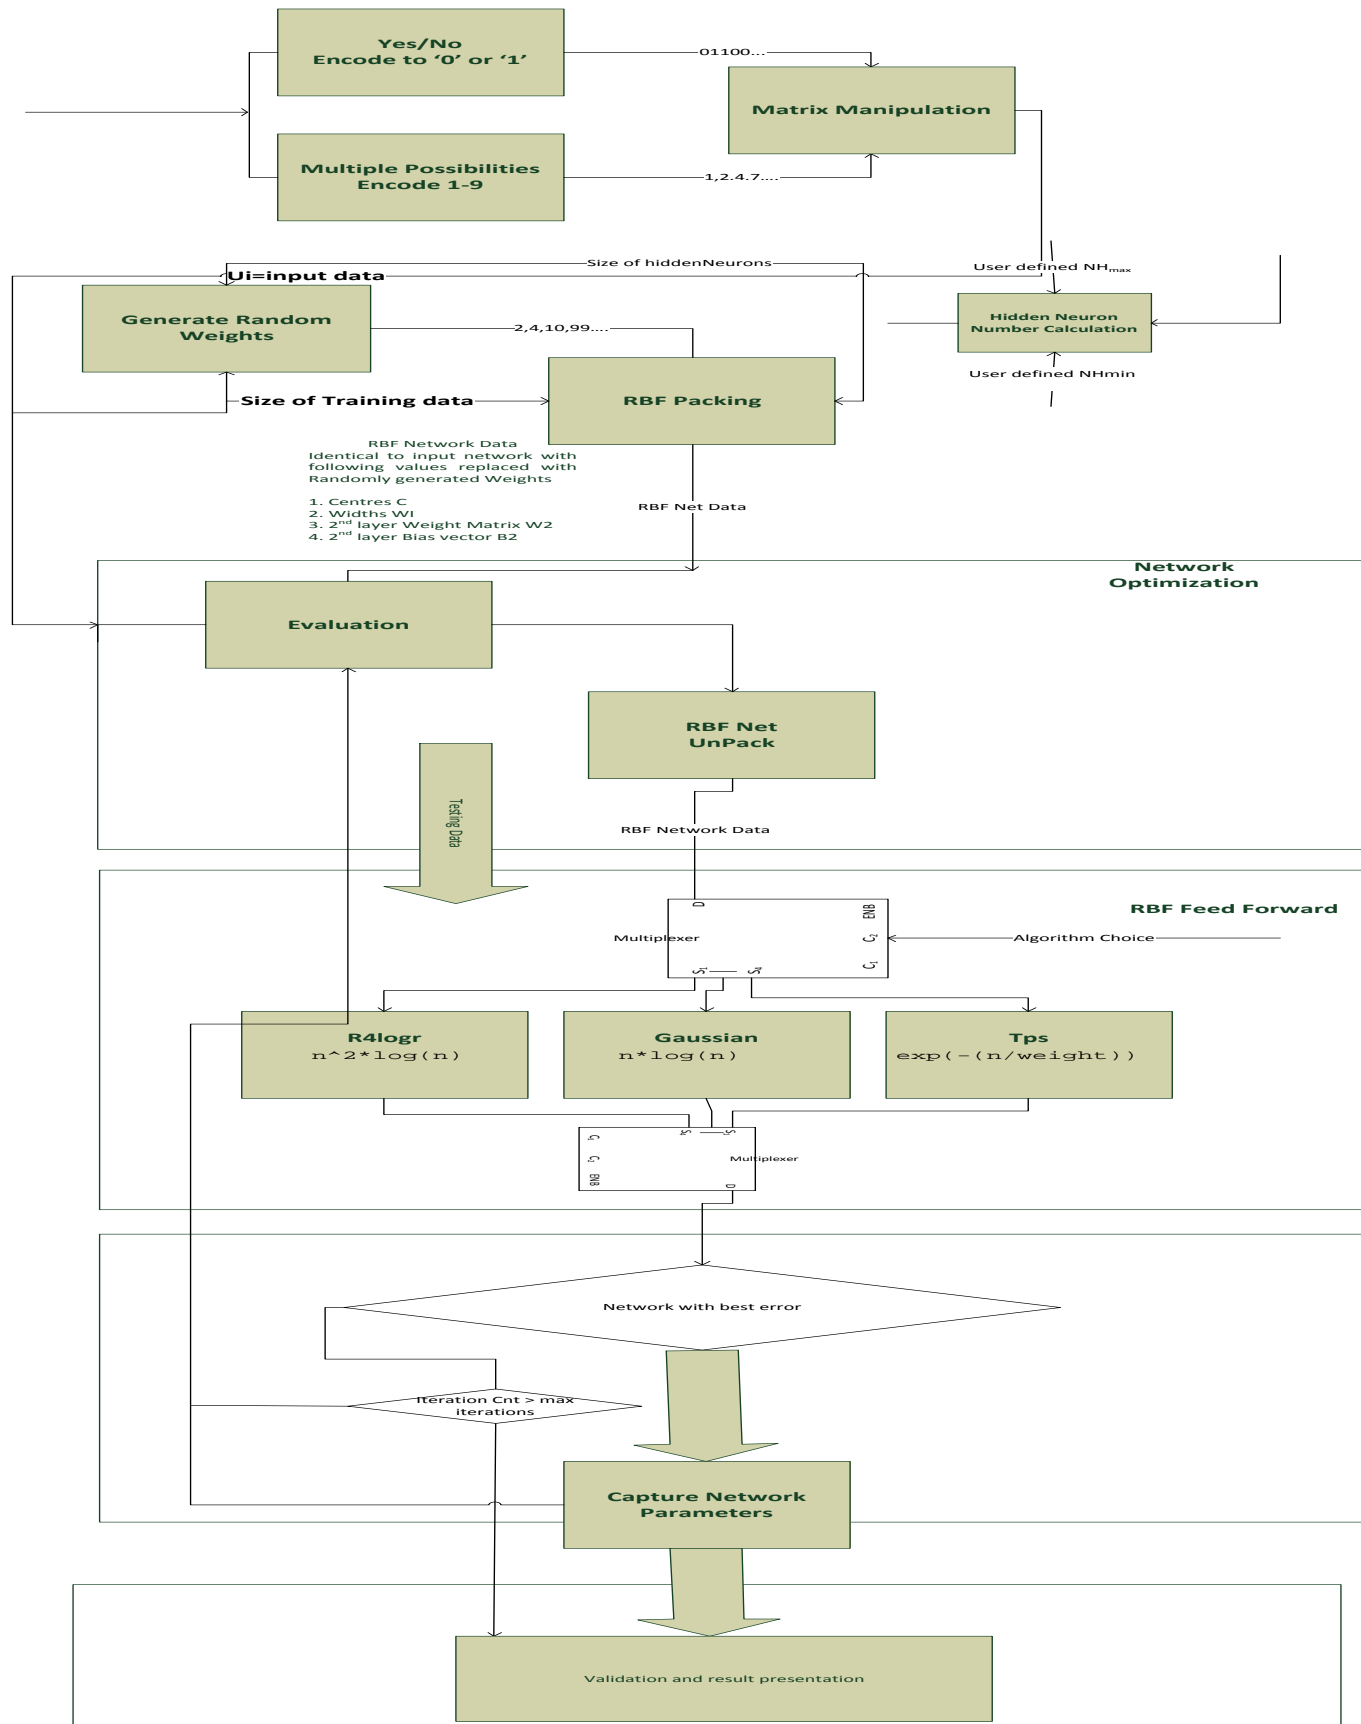 Yes/No
Encode to ‘0’ or ‘1’
01100...
Matrix Manipulation
Multiple Possibilities
Encode 1-9
1,2.4.7....
Size of hiddenNeurons
User defined NHmax
Ui=input data
Generate Random
Weights
2,4,10,99....
Hidden Neuron
Number Calculation
User defined NHmin
Size of Training data
RBF Packing
RBF Network Data
Identical to input network with
following values replaced with
Randomly generated Weights
1. Centres C
2. Widths WI
3. 2nd layer Weight Matrix W2
4. 2nd layer Bias vector B2
RBF Net Data
Network
Optimization
Evaluation
RBF Net
UnPack
Testing Data
RBF Network Data
RBF Feed Forward
D
ENB
Multiplexer
C2
Algorithm Choice
S1
S4
C1
R4logr
n^2*log(n)
Gaussian
n*log(n)
Tps
exp(-(n/weight))
Multiplexer
ENB
D
Network with best error
Iteration Cnt > max
iterations
Capture Network
Parameters
Validation and result presentation